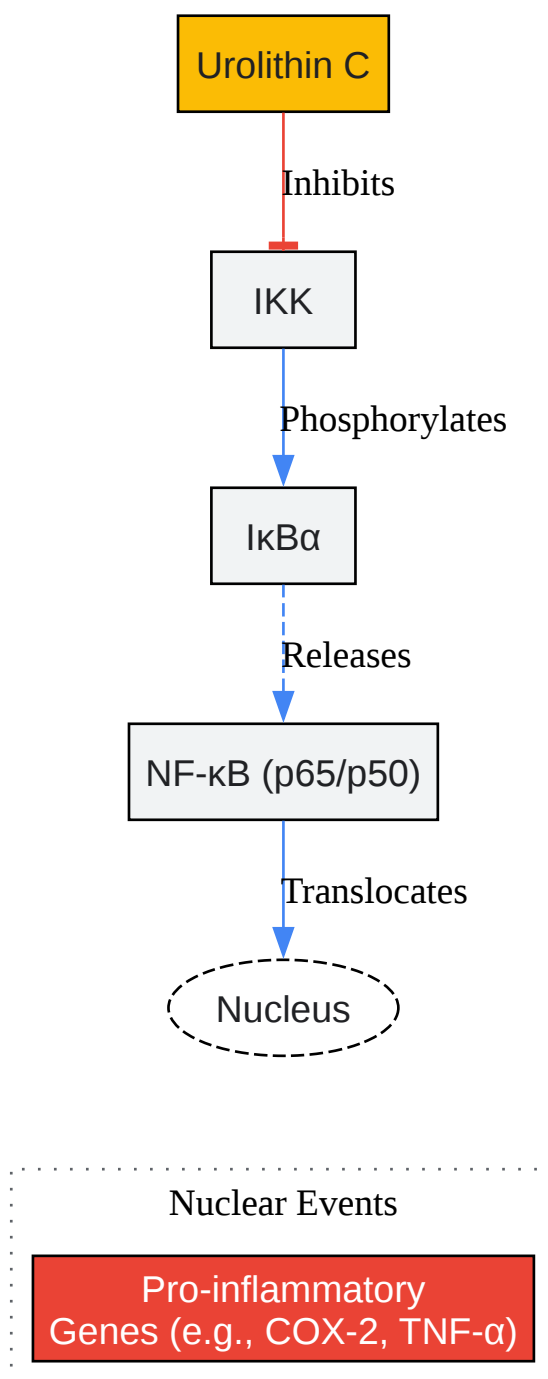 Urolithin C
Inhibits
IKK
Phosphorylates
IκBα
Releases
NF-κB (p65/p50)
Translocates
Nucleus
Nuclear Events
Pro-inflammatory
Genes (e.g., COX-2, TNF-α)